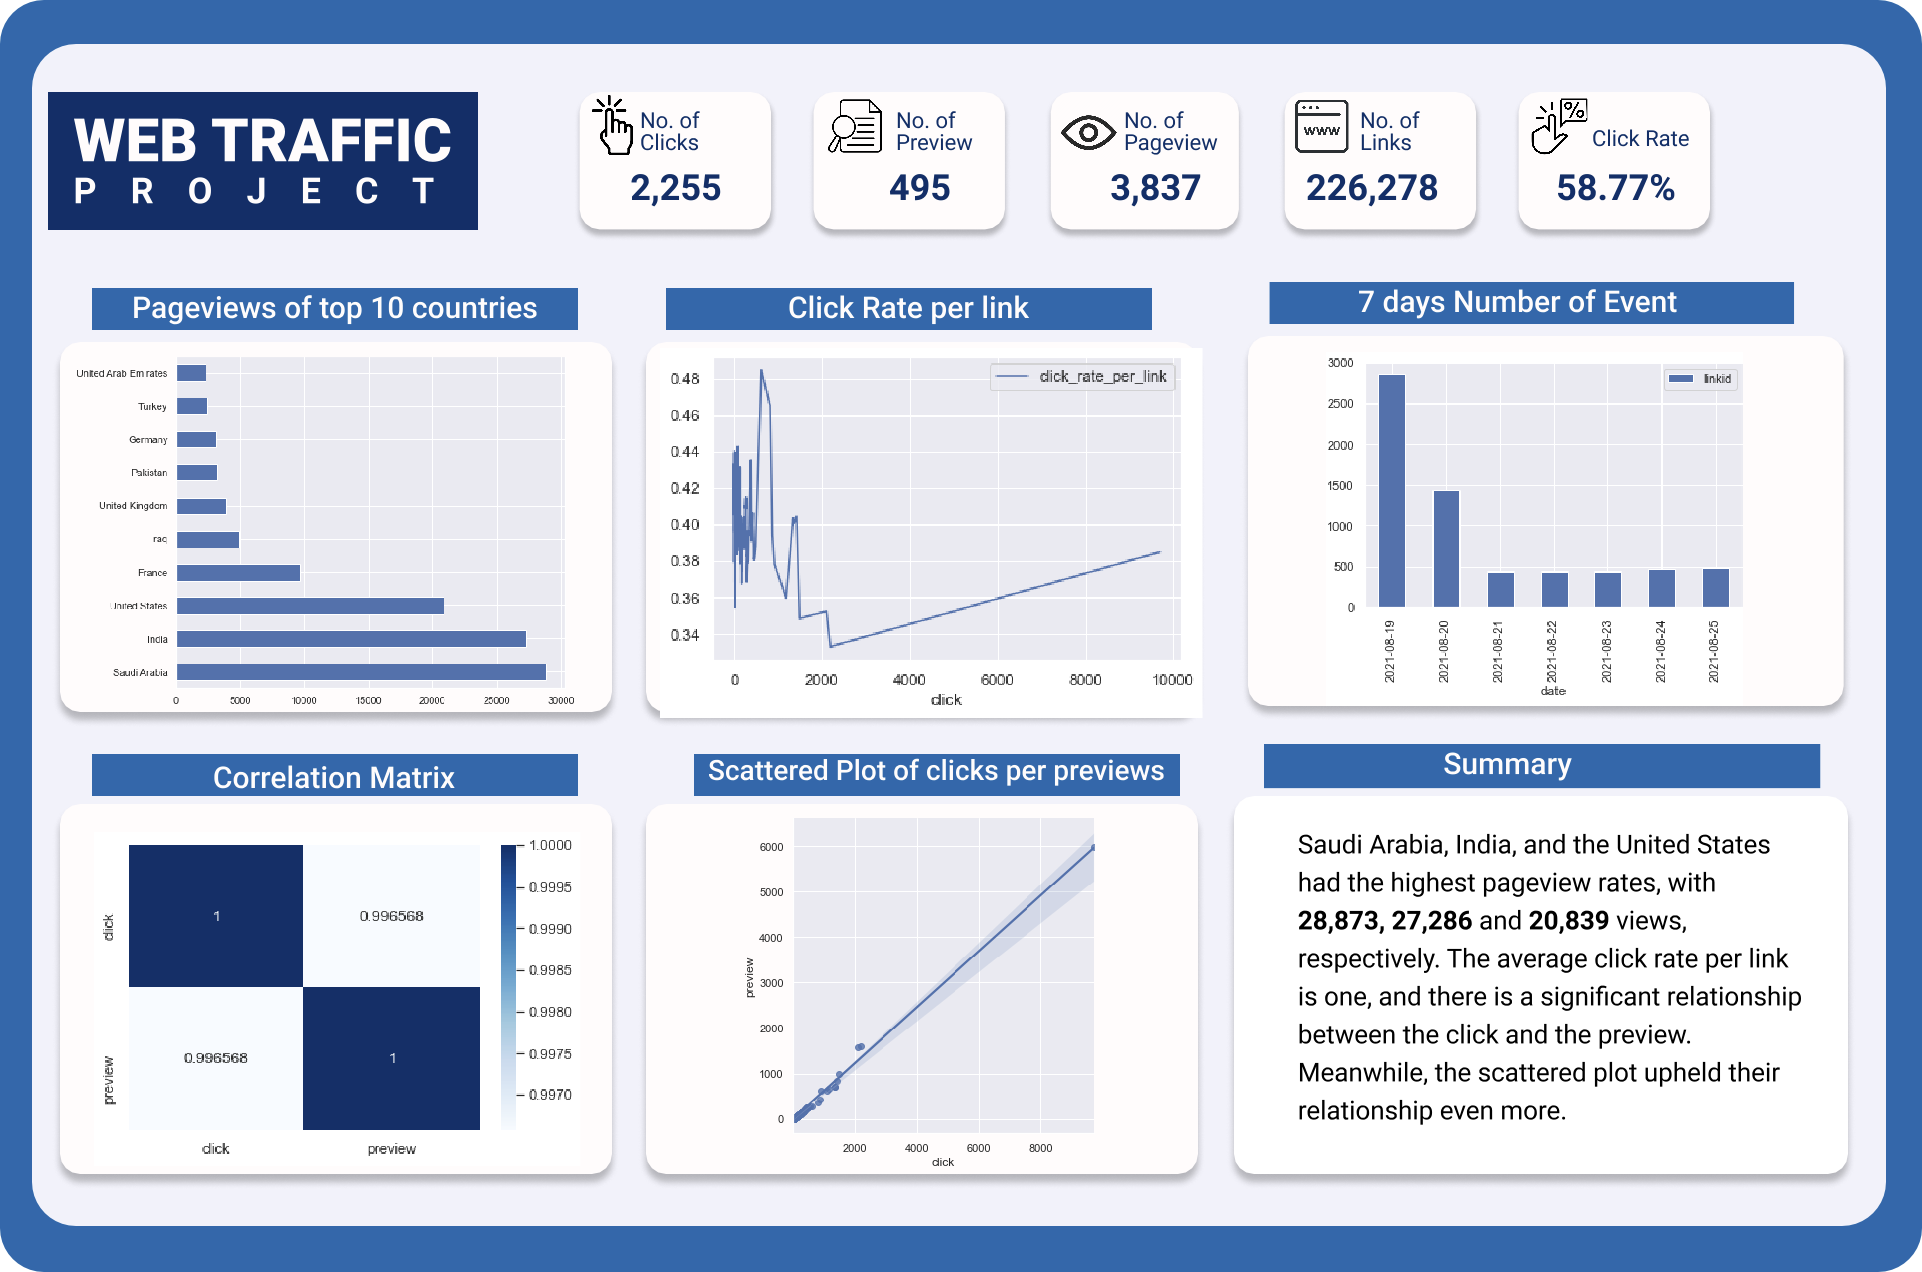 WEB TRAFFIC
PROJECT
No. of
Clicks
2,255
No. of
Preview
495
No. of
Pageview
3,837
www
No. of
Links
226,278
%
Click Rate
58.77%
Pageviews of top 10 countries
United Arab Emirates
Turkey
Germany
Pakistan
United Kingdom
Iraq
France
United States
India
Saudi Arabia
0 5000 10000 15000 20000 25000 30000
Click Rate per link
click_rate_per_link
0.48
0.46
0.44
0.42
0.40
0.38
0.36
0.34
0 2000 4000 6000 8000 10000
click
7 days Number of Event
linkid
3000
2500
2000
1500
1000
500
0
2021-08-19
2021-08-20
2021-08-21
2021-08-22
2021-08-23
2021-08-24
2021-08-25
date
Correlation Matrix
click
preview
1
0.996568
0.996568
1
click preview
1.0000
0.9995
0.9990
0.9985
0.9980
0.9975
0.9970
Scattered Plot of clicks per previews
preview
6000
5000
4000
3000
2000
1000
0
2000 4000 6000 8000
click
Summary
Saudi Arabia, India, and the United States
had the highest pageview rates, with
28,873, 27,286 and 20,839 views,
respectively. The average click rate per link
is one, and there is a significant relationship
between the click and the preview.
Meanwhile, the scattered plot upheld their
relationship even more.